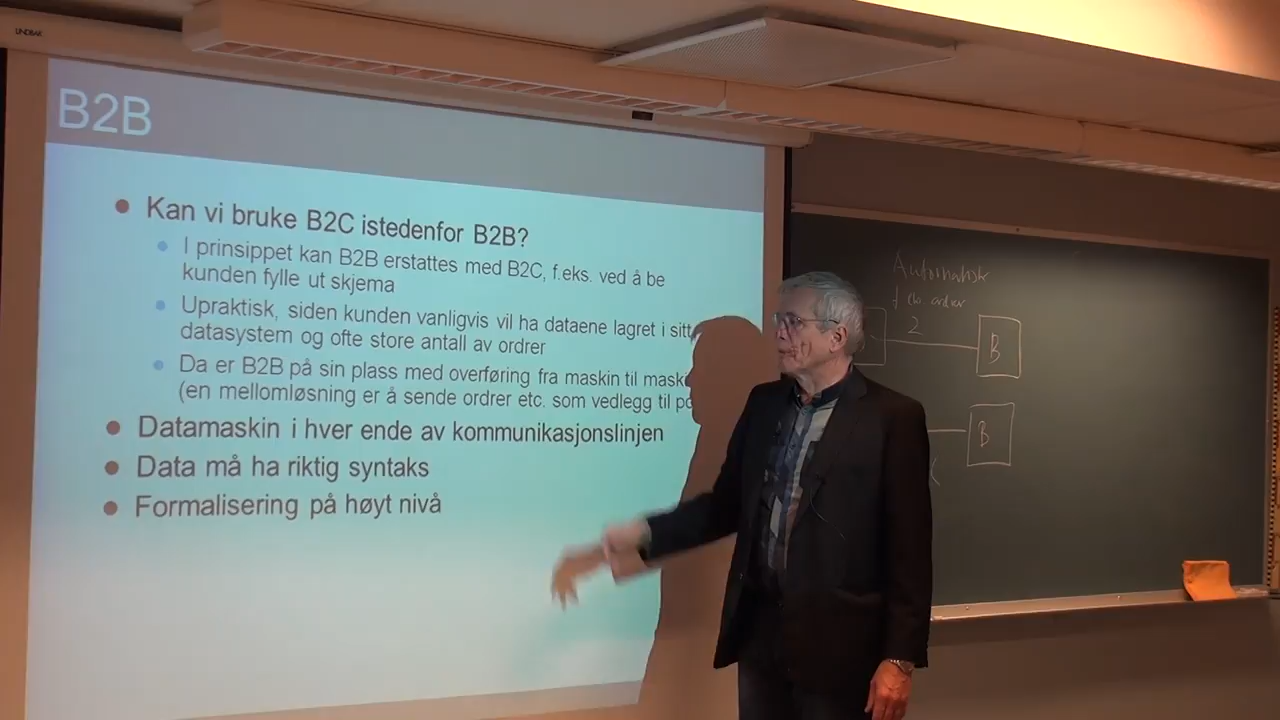 LINDBAK
B2B
Kan vi bruke B2C istedenfor B2B?
I prinsippet kan B2B erstattes med B2C, f.eks. ved å be
kunden fylle ut skjema
Upraktisk, siden kunden vanligvis vil ha dataene lagret i sitt
datasystem og ofte store antall av ordrer
Da er B2B på sin plass med overføring fra maskin til
(en mellomløsning er å sende ordrer etc. som vedlegg til
Datamaskin i hver ende av kommunikasjonslinjen
Data må ha riktig syntaks
Formalisering på høyt nivå
Automatisk
ordrer
2
B
B